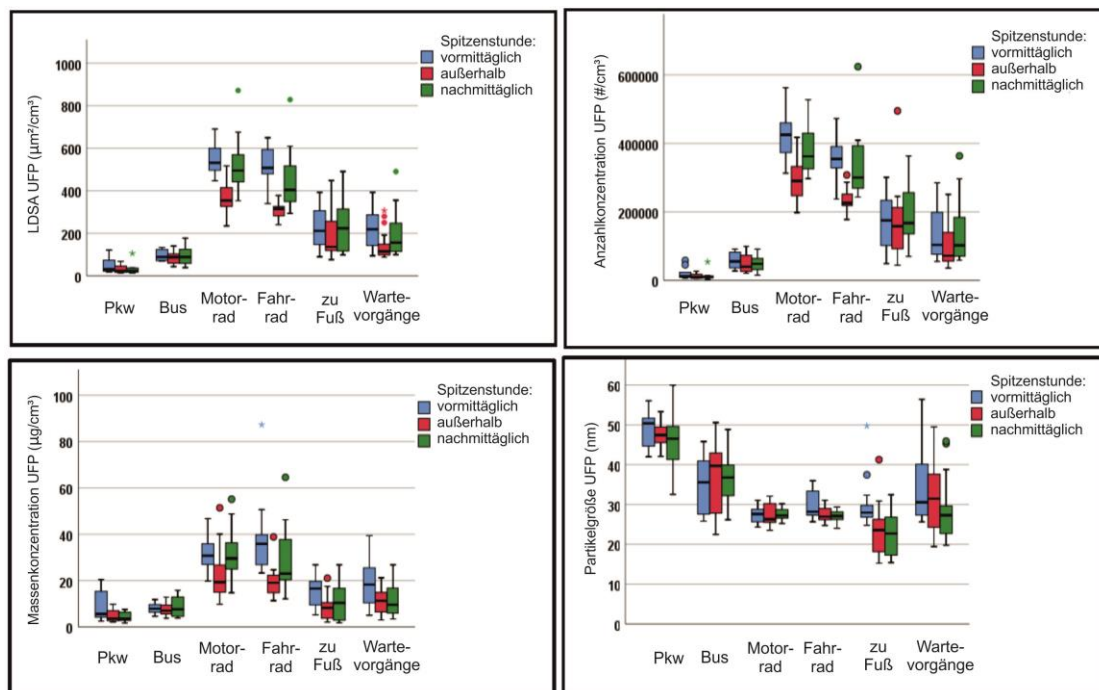 LDSA UFP (µm²/cm³)
1000
800
600
400
200
0
Spitzenstunde:
vormittäglich
außerhalb
nachmittäglich
Pkw
Bus
Motor-
rad
Fahr-
rad
zu
Fuß
Warte-
vorgänge
Anzahlkonzentration UFP (#/cm³)
600000
400000
200000
0
Spitzenstunde:
vormittäglich
außerhalb
nachmittäglich
Pkw
Bus
Motor-
rad
Fahr-
rad
zu
Fuß
Warte-
vorgänge
Massenkonzentration UFP (µg/cm³)
100
80
60
40
20
0
Spitzenstunde:
vormittäglich
außerhalb
nachmittäglich
Pkw
Bus
Motor-
rad
Fahr-
rad
zu
Fuß
Warte-
vorgänge
Partikelgröße UFP (nm)
60
50
40
30
20
10
0
Spitzenstunde:
vormittäglich
außerhalb
nachmittäglich
Pkw
Bus
Motor-
rad
Fahr-
rad
zu
Fuß
Warte-
vorgänge